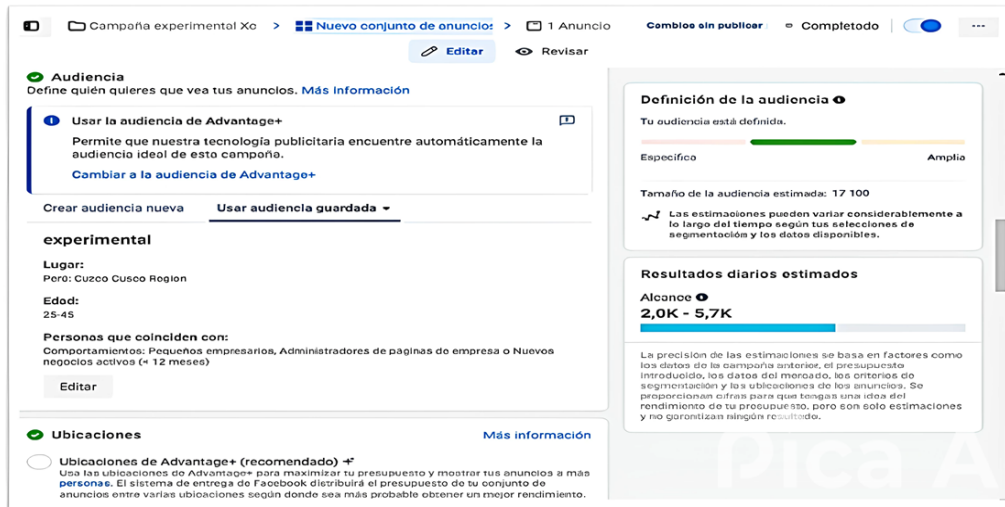 Campaña experimental Xc > Nuevo conjunto de anuncios > 1 Anuncio
Cambios sin publicar
Completado
...
Editar
Revisar
Audiencia
Define quién quieres que vea tus anuncios. Más información
Usar la audiencia de Advantage+
Permite que nuestra tecnología publicitaria encuentre automáticamente la
audiencia ideal de esta campaña.
Cambiar a la audiencia de Advantage+
Crear audiencia nueva
Usar audiencia guardada
experimental
Lugar:
Perú: Cuzco Cusco Region
Edad:
25-45
Personas que coinciden con:
Comportamientos: Pequeños empresarios, Administradores de páginas de empresa o Nuevos
negocios activos (< 12 meses)
Editar
Ubicaciones
Más información
Ubicaciones de Advantage+ (recomendado)
Usa las ubicaciones de Advantage+ para maximizar tu presupuesto y mostrar tus anuncios a más
personas. El sistema de entrega de Facebook distribuirá el presupuesto de tu conjunto de
anuncios entre varias ubicaciones según donde sea más probable obtener un mejor rendimiento.
Definición de la audiencia
Tu audiencia está definida.
Específica
Amplia
Tamaño de la audiencia estimada: 17 100
Las estimaciones pueden variar considerablemente a
lo largo del tiempo según tus selecciones de
segmentación y los datos disponibles.
Resultados diarios estimados
Alcance
2,0K - 5,7K
La precisión de las estimaciones se basa en factores como
los datos de la campaña anterior, el presupuesto
introducido, los datos del mercado, los criterios de
segmentación y las ubicaciones de los anuncios. Se
proporcionan cifras para que tengas una idea del
rendimiento de tu presupuesto, pero son solo estimaciones
y no garantizan ningún resultado.
Pica A